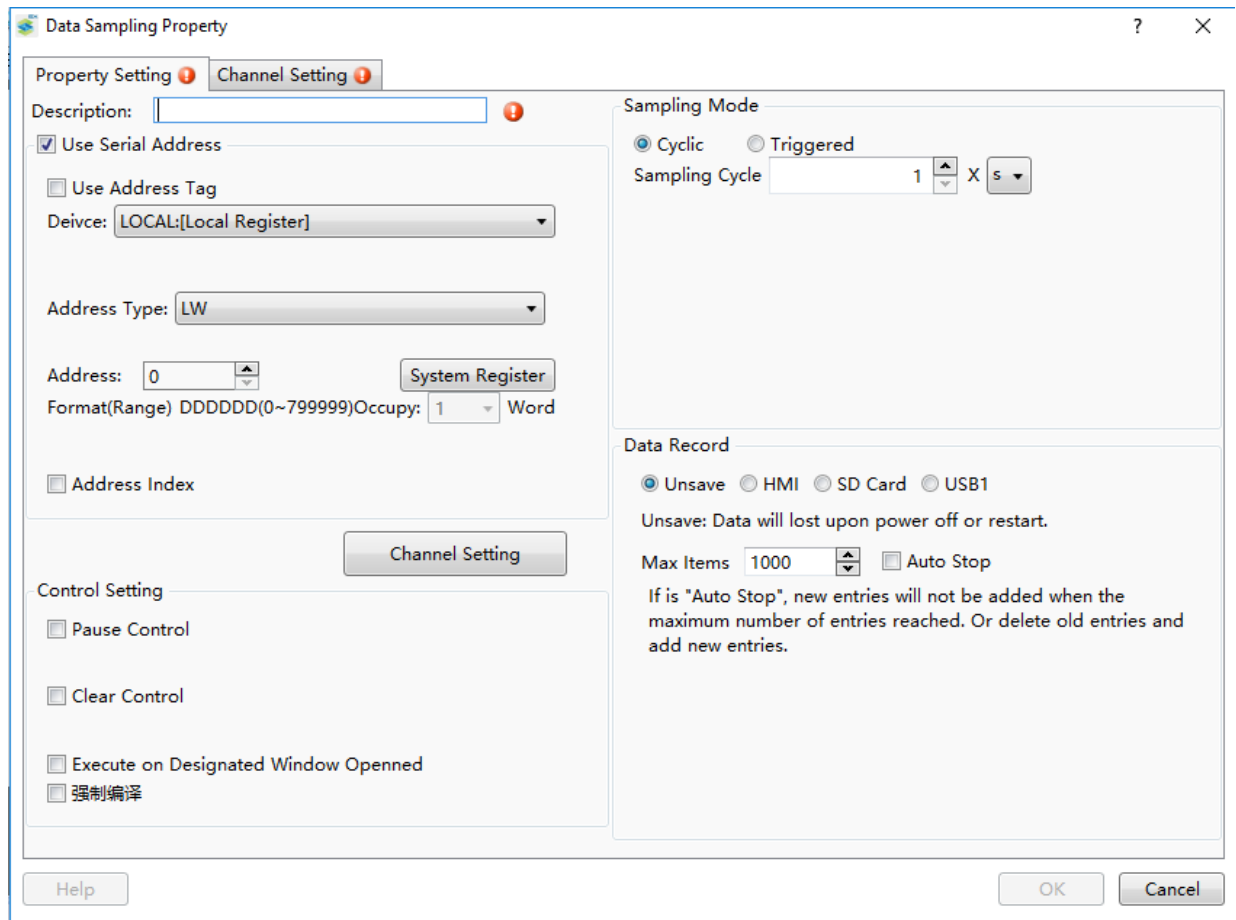 Data Sampling Property
Property Setting
Channel Setting
Description:
Use Serial Address
Use Address Tag
Deivce: LOCAL:[Local Register]
Address Type: LW
Address: 0
System Register
Format(Range) DDDDDD(0~799999)Occupy: 1 Word
Address Index
Channel Setting
Control Setting
Pause Control
Clear Control
Execute on Designated Window Openned
强制编译
Sampling Mode
Cyclic Triggered
Sampling Cycle 1 X s
Data Record
Unsave HMI SD Card USB1
Unsave: Data will lost upon power off or restart.
Max Items 1000 Auto Stop
If is "Auto Stop", new entries will not be added when the
maximum number of entries reached. Or delete old entries and
add new entries.
Help
OK
Cancel